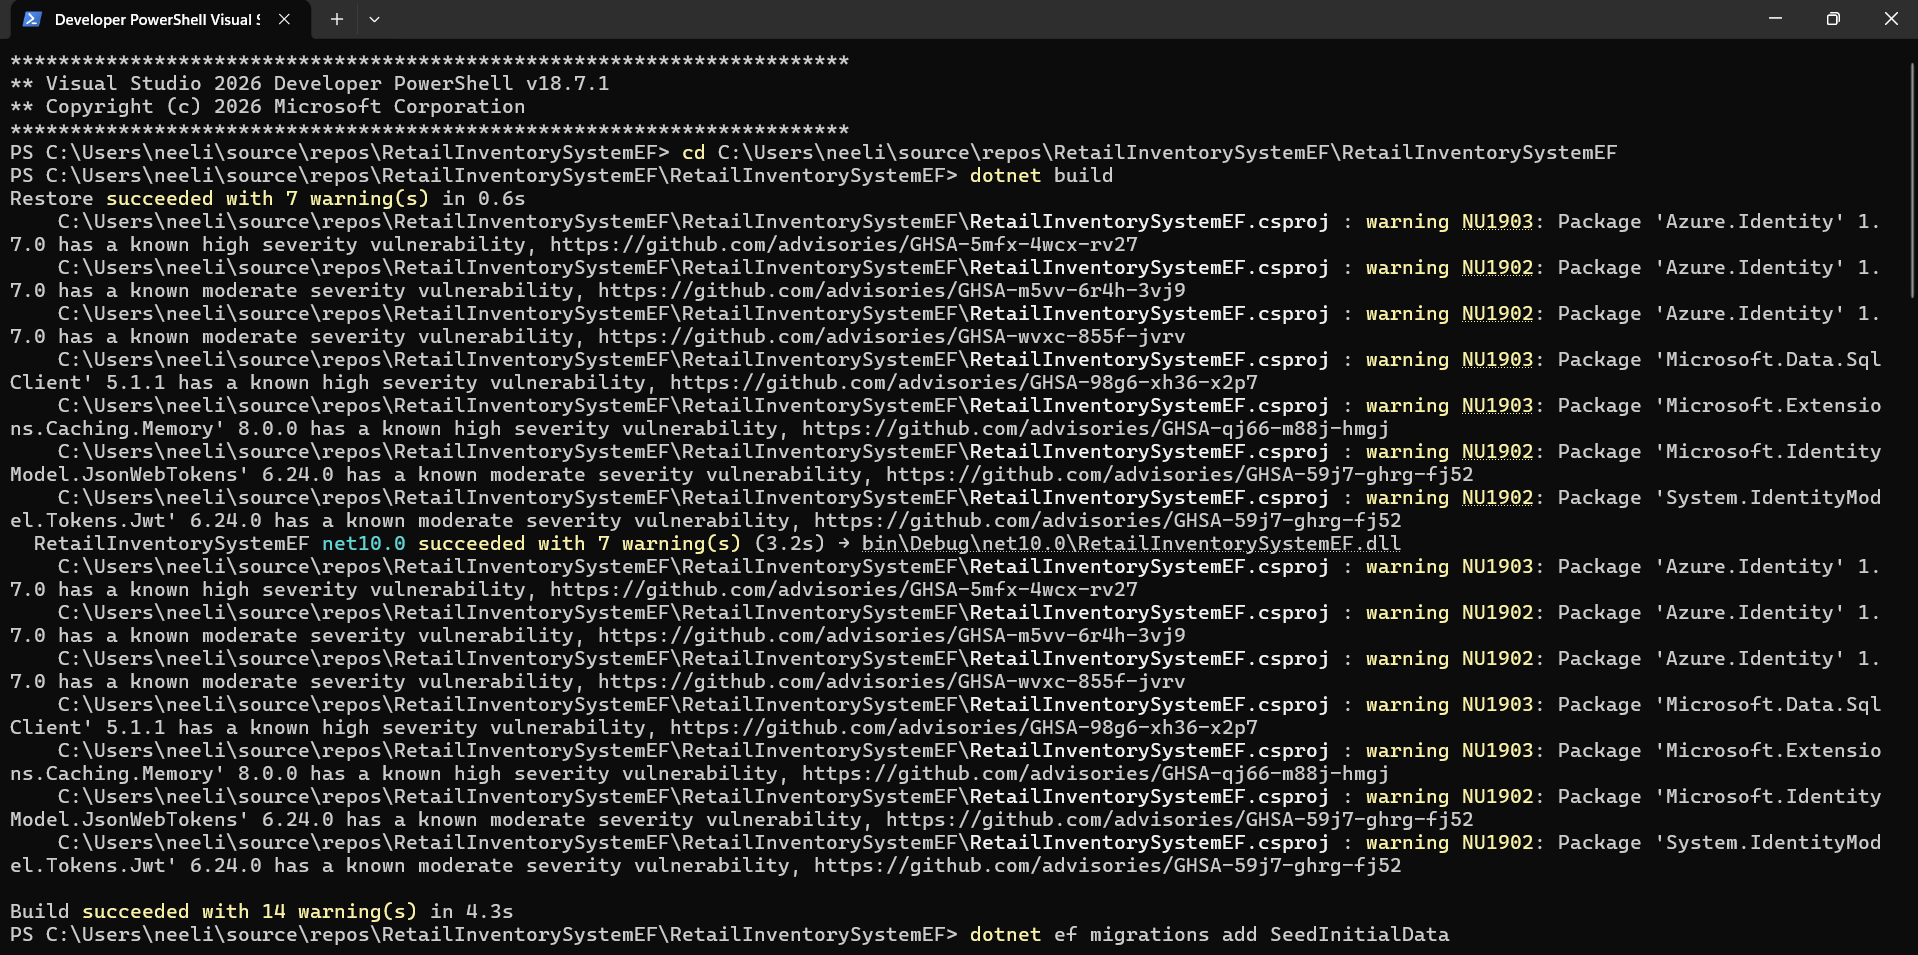 Developer PowerShell Visual S
**********************************************************************
** Visual Studio 2026 Developer PowerShell v18.7.1
** Copyright (c) 2026 Microsoft Corporation
**********************************************************************
PS C:\Users\neeli\source\repos\RetailInventorySystemEF> cd C:\Users\neeli\source\repos\RetailInventorySystemEF\RetailInventorySystemEF
PS C:\Users\neeli\source\repos\RetailInventorySystemEF\RetailInventorySystemEF> dotnet build
Restore succeeded with 7 warning(s) in 0.6s
    C:\Users\neeli\source\repos\RetailInventorySystemEF\RetailInventorySystemEF\RetailInventorySystemEF.csproj : warning NU1903: Package 'Azure.Identity' 1.
7.0 has a known high severity vulnerability, https://github.com/advisories/GHSA-5mfx-4wcx-rv27
    C:\Users\neeli\source\repos\RetailInventorySystemEF\RetailInventorySystemEF\RetailInventorySystemEF.csproj : warning NU1902: Package 'Azure.Identity' 1.
7.0 has a known moderate severity vulnerability, https://github.com/advisories/GHSA-m5vv-6r4h-3vj9
    C:\Users\neeli\source\repos\RetailInventorySystemEF\RetailInventorySystemEF\RetailInventorySystemEF.csproj : warning NU1902: Package 'Azure.Identity' 1.
7.0 has a known moderate severity vulnerability, https://github.com/advisories/GHSA-wvxc-855f-jvrv
    C:\Users\neeli\source\repos\RetailInventorySystemEF\RetailInventorySystemEF\RetailInventorySystemEF.csproj : warning NU1903: Package 'Microsoft.Data.Sql
Client' 5.1.1 has a known high severity vulnerability, https://github.com/advisories/GHSA-98g6-xh36-x2p7
    C:\Users\neeli\source\repos\RetailInventorySystemEF\RetailInventorySystemEF\RetailInventorySystemEF.csproj : warning NU1903: Package 'Microsoft.Extensio
ns.Caching.Memory' 8.0.0 has a known high severity vulnerability, https://github.com/advisories/GHSA-qj66-m88j-hmgj
    C:\Users\neeli\source\repos\RetailInventorySystemEF\RetailInventorySystemEF\RetailInventorySystemEF.csproj : warning NU1902: Package 'Microsoft.Identity
Model.JsonWebTokens' 6.24.0 has a known moderate severity vulnerability, https://github.com/advisories/GHSA-59j7-ghrg-fj52
    C:\Users\neeli\source\repos\RetailInventorySystemEF\RetailInventorySystemEF\RetailInventorySystemEF.csproj : warning NU1902: Package 'System.IdentityMod
el.Tokens.Jwt' 6.24.0 has a known moderate severity vulnerability, https://github.com/advisories/GHSA-59j7-ghrg-fj52
  RetailInventorySystemEF net10.0 succeeded with 7 warning(s) (3.2s) → bin\Debug\net10.0\RetailInventorySystemEF.dll
    C:\Users\neeli\source\repos\RetailInventorySystemEF\RetailInventorySystemEF\RetailInventorySystemEF.csproj : warning NU1903: Package 'Azure.Identity' 1.
7.0 has a known high severity vulnerability, https://github.com/advisories/GHSA-5mfx-4wcx-rv27
    C:\Users\neeli\source\repos\RetailInventorySystemEF\RetailInventorySystemEF\RetailInventorySystemEF.csproj : warning NU1902: Package 'Azure.Identity' 1.
7.0 has a known moderate severity vulnerability, https://github.com/advisories/GHSA-m5vv-6r4h-3vj9
    C:\Users\neeli\source\repos\RetailInventorySystemEF\RetailInventorySystemEF\RetailInventorySystemEF.csproj : warning NU1902: Package 'Azure.Identity' 1.
7.0 has a known moderate severity vulnerability, https://github.com/advisories/GHSA-wvxc-855f-jvrv
    C:\Users\neeli\source\repos\RetailInventorySystemEF\RetailInventorySystemEF\RetailInventorySystemEF.csproj : warning NU1903: Package 'Microsoft.Data.Sql
Client' 5.1.1 has a known high severity vulnerability, https://github.com/advisories/GHSA-98g6-xh36-x2p7
    C:\Users\neeli\source\repos\RetailInventorySystemEF\RetailInventorySystemEF\RetailInventorySystemEF.csproj : warning NU1903: Package 'Microsoft.Extensio
ns.Caching.Memory' 8.0.0 has a known high severity vulnerability, https://github.com/advisories/GHSA-qj66-m88j-hmgj
    C:\Users\neeli\source\repos\RetailInventorySystemEF\RetailInventorySystemEF\RetailInventorySystemEF.csproj : warning NU1902: Package 'Microsoft.Identity
Model.JsonWebTokens' 6.24.0 has a known moderate severity vulnerability, https://github.com/advisories/GHSA-59j7-ghrg-fj52
    C:\Users\neeli\source\repos\RetailInventorySystemEF\RetailInventorySystemEF\RetailInventorySystemEF.csproj : warning NU1902: Package 'System.IdentityMod
el.Tokens.Jwt' 6.24.0 has a known moderate severity vulnerability, https://github.com/advisories/GHSA-59j7-ghrg-fj52
Build succeeded with 14 warning(s) in 4.3s
PS C:\Users\neeli\source\repos\RetailInventorySystemEF\RetailInventorySystemEF> dotnet ef migrations add SeedInitialData